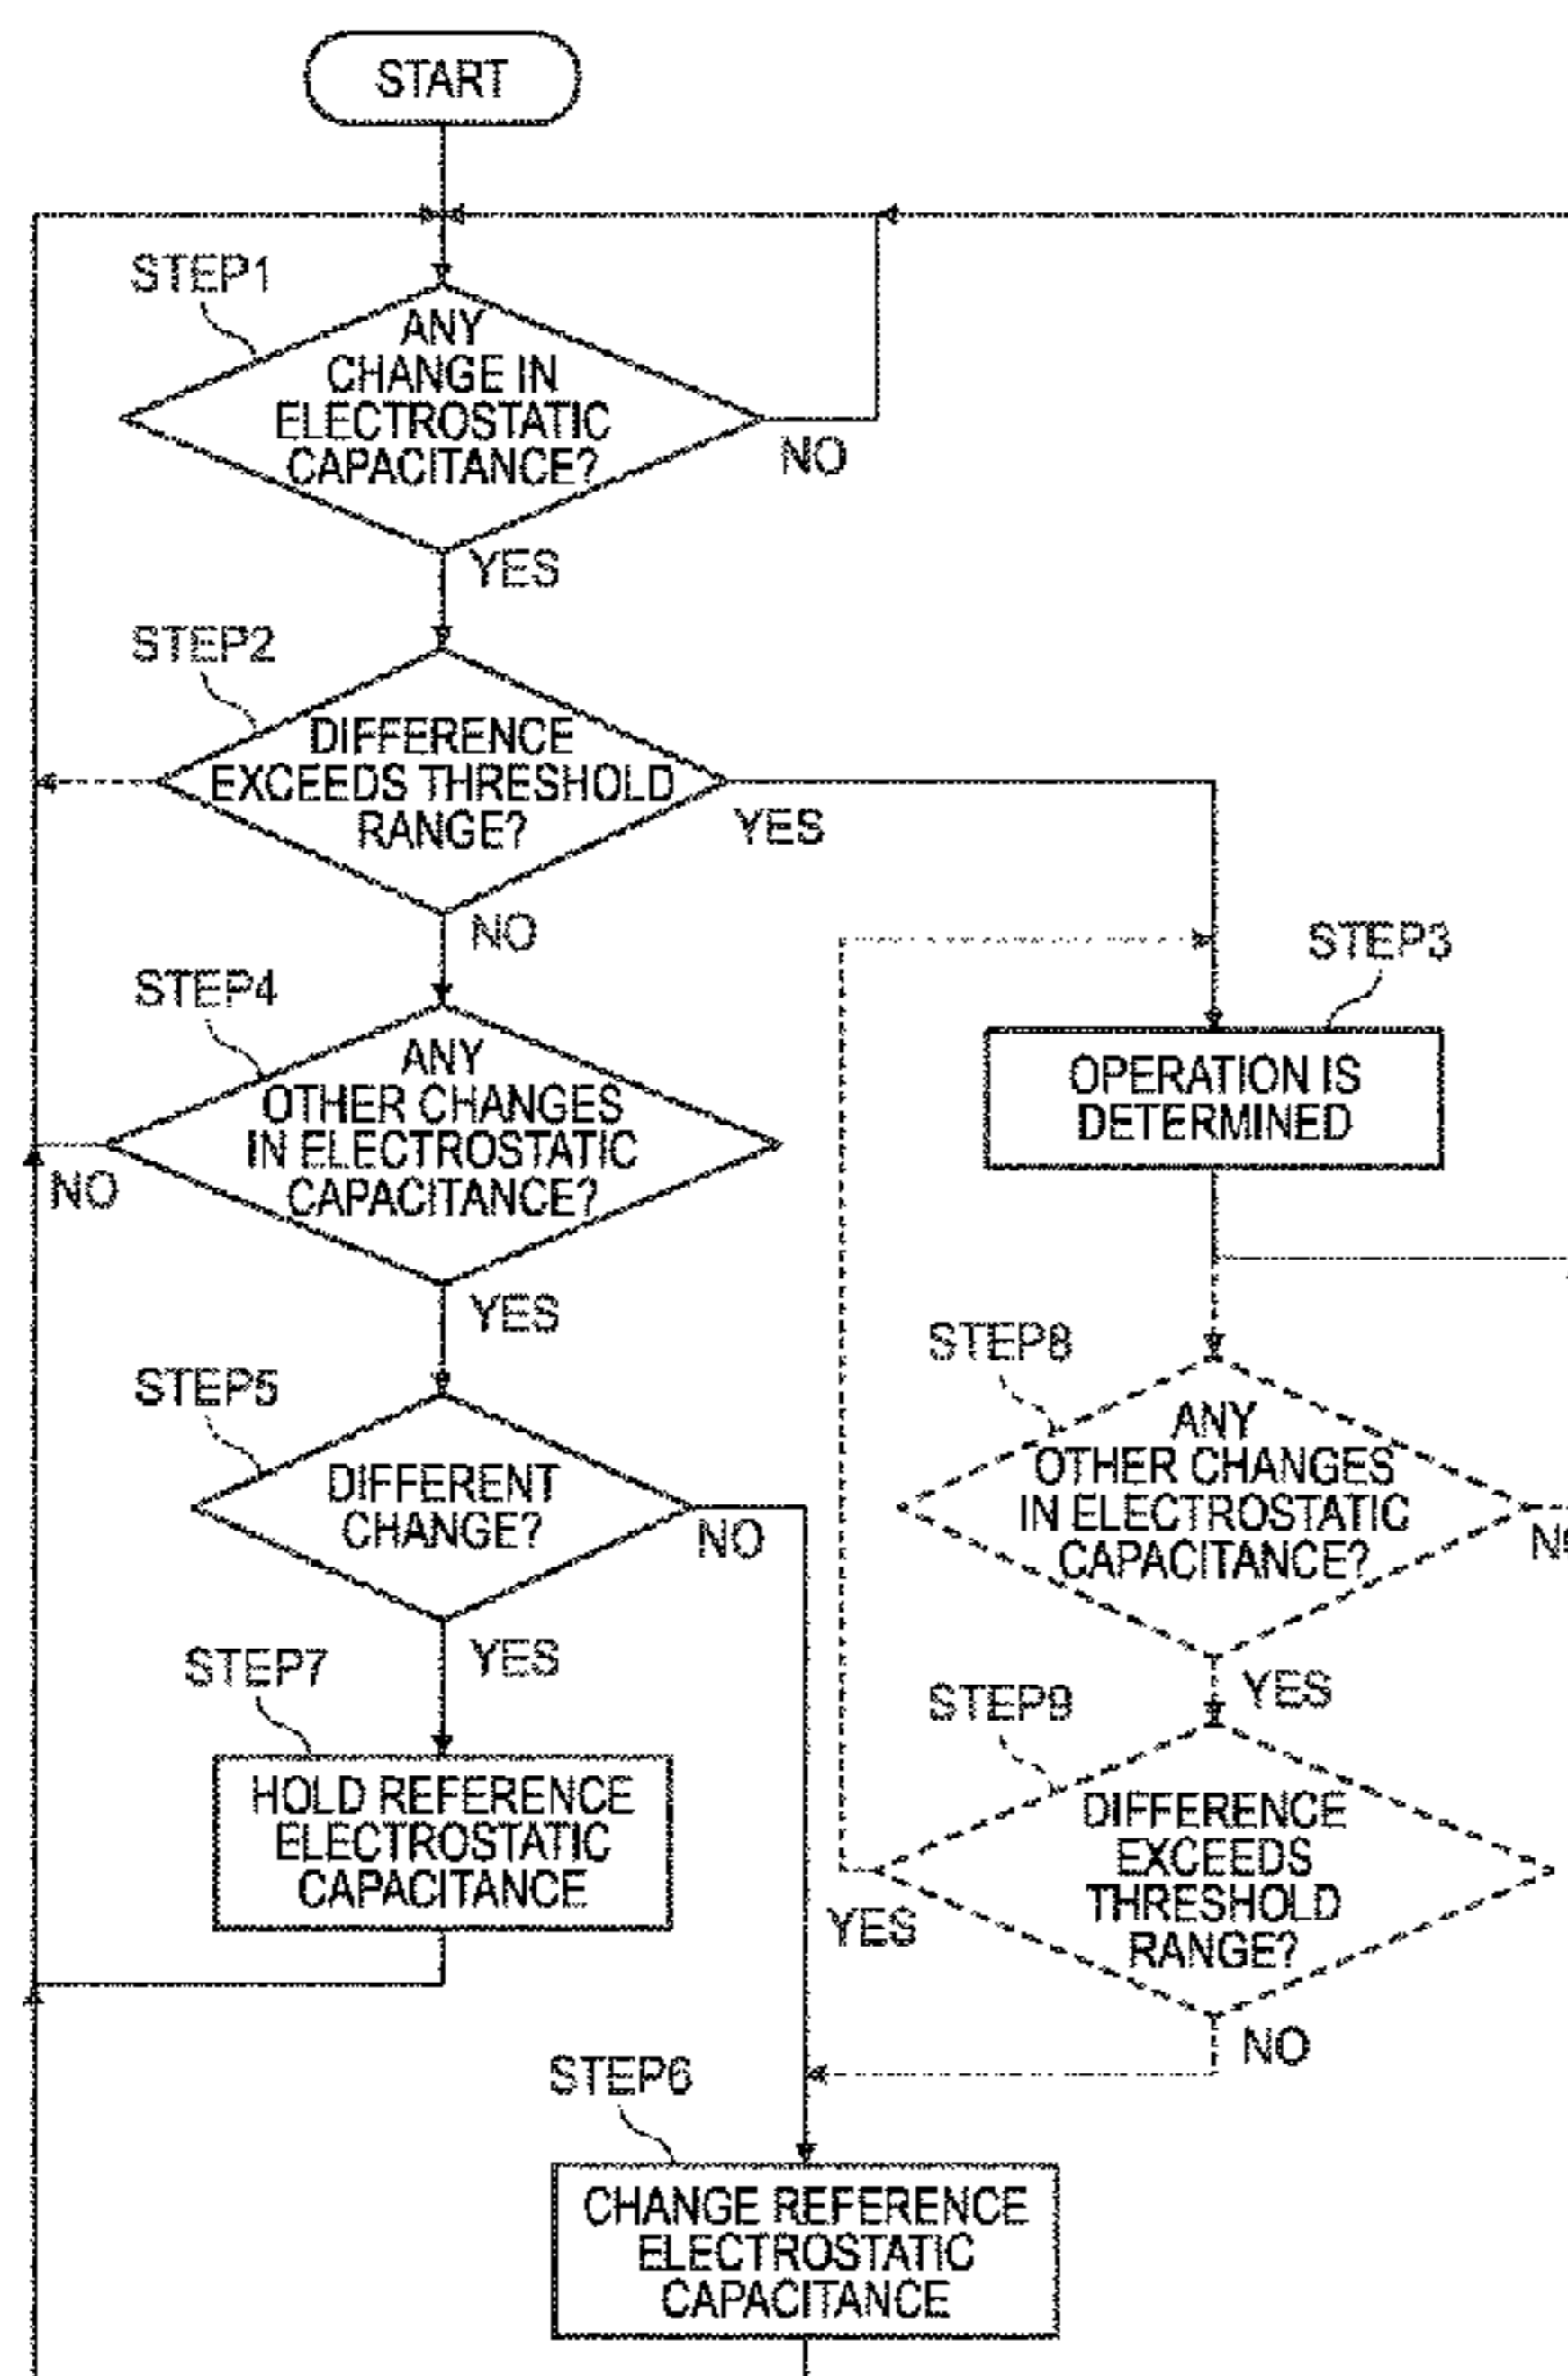 START
STEP1
ANY
CHANGE IN
ELECTROSTATIC
CAPACITANCE?
NO
YES
STEP2
DIFFERENCE
EXCEEDS THRESHOLD
RANGE?
YES
NO
STEP3
OPERATION IS
DETERMINED
STEP4
ANY
OTHER CHANGES
IN ELECTROSTATIC
CAPACITANCE?
NO
YES
STEP8
ANY
OTHER CHANGES
IN ELECTROSTATIC
CAPACITANCE?
YES
STEP5
DIFFERENT
CHANGE?
NO
YES
STEP9
DIFFERENCE
EXCEEDS
THRESHOLD
RANGE?
YES
NO
STEP7
HOLD REFERENCE
ELECTROSTATIC
CAPACITANCE
STEP6
CHANGE REFERENCE
ELECTROSTATIC
CAPACITANCE